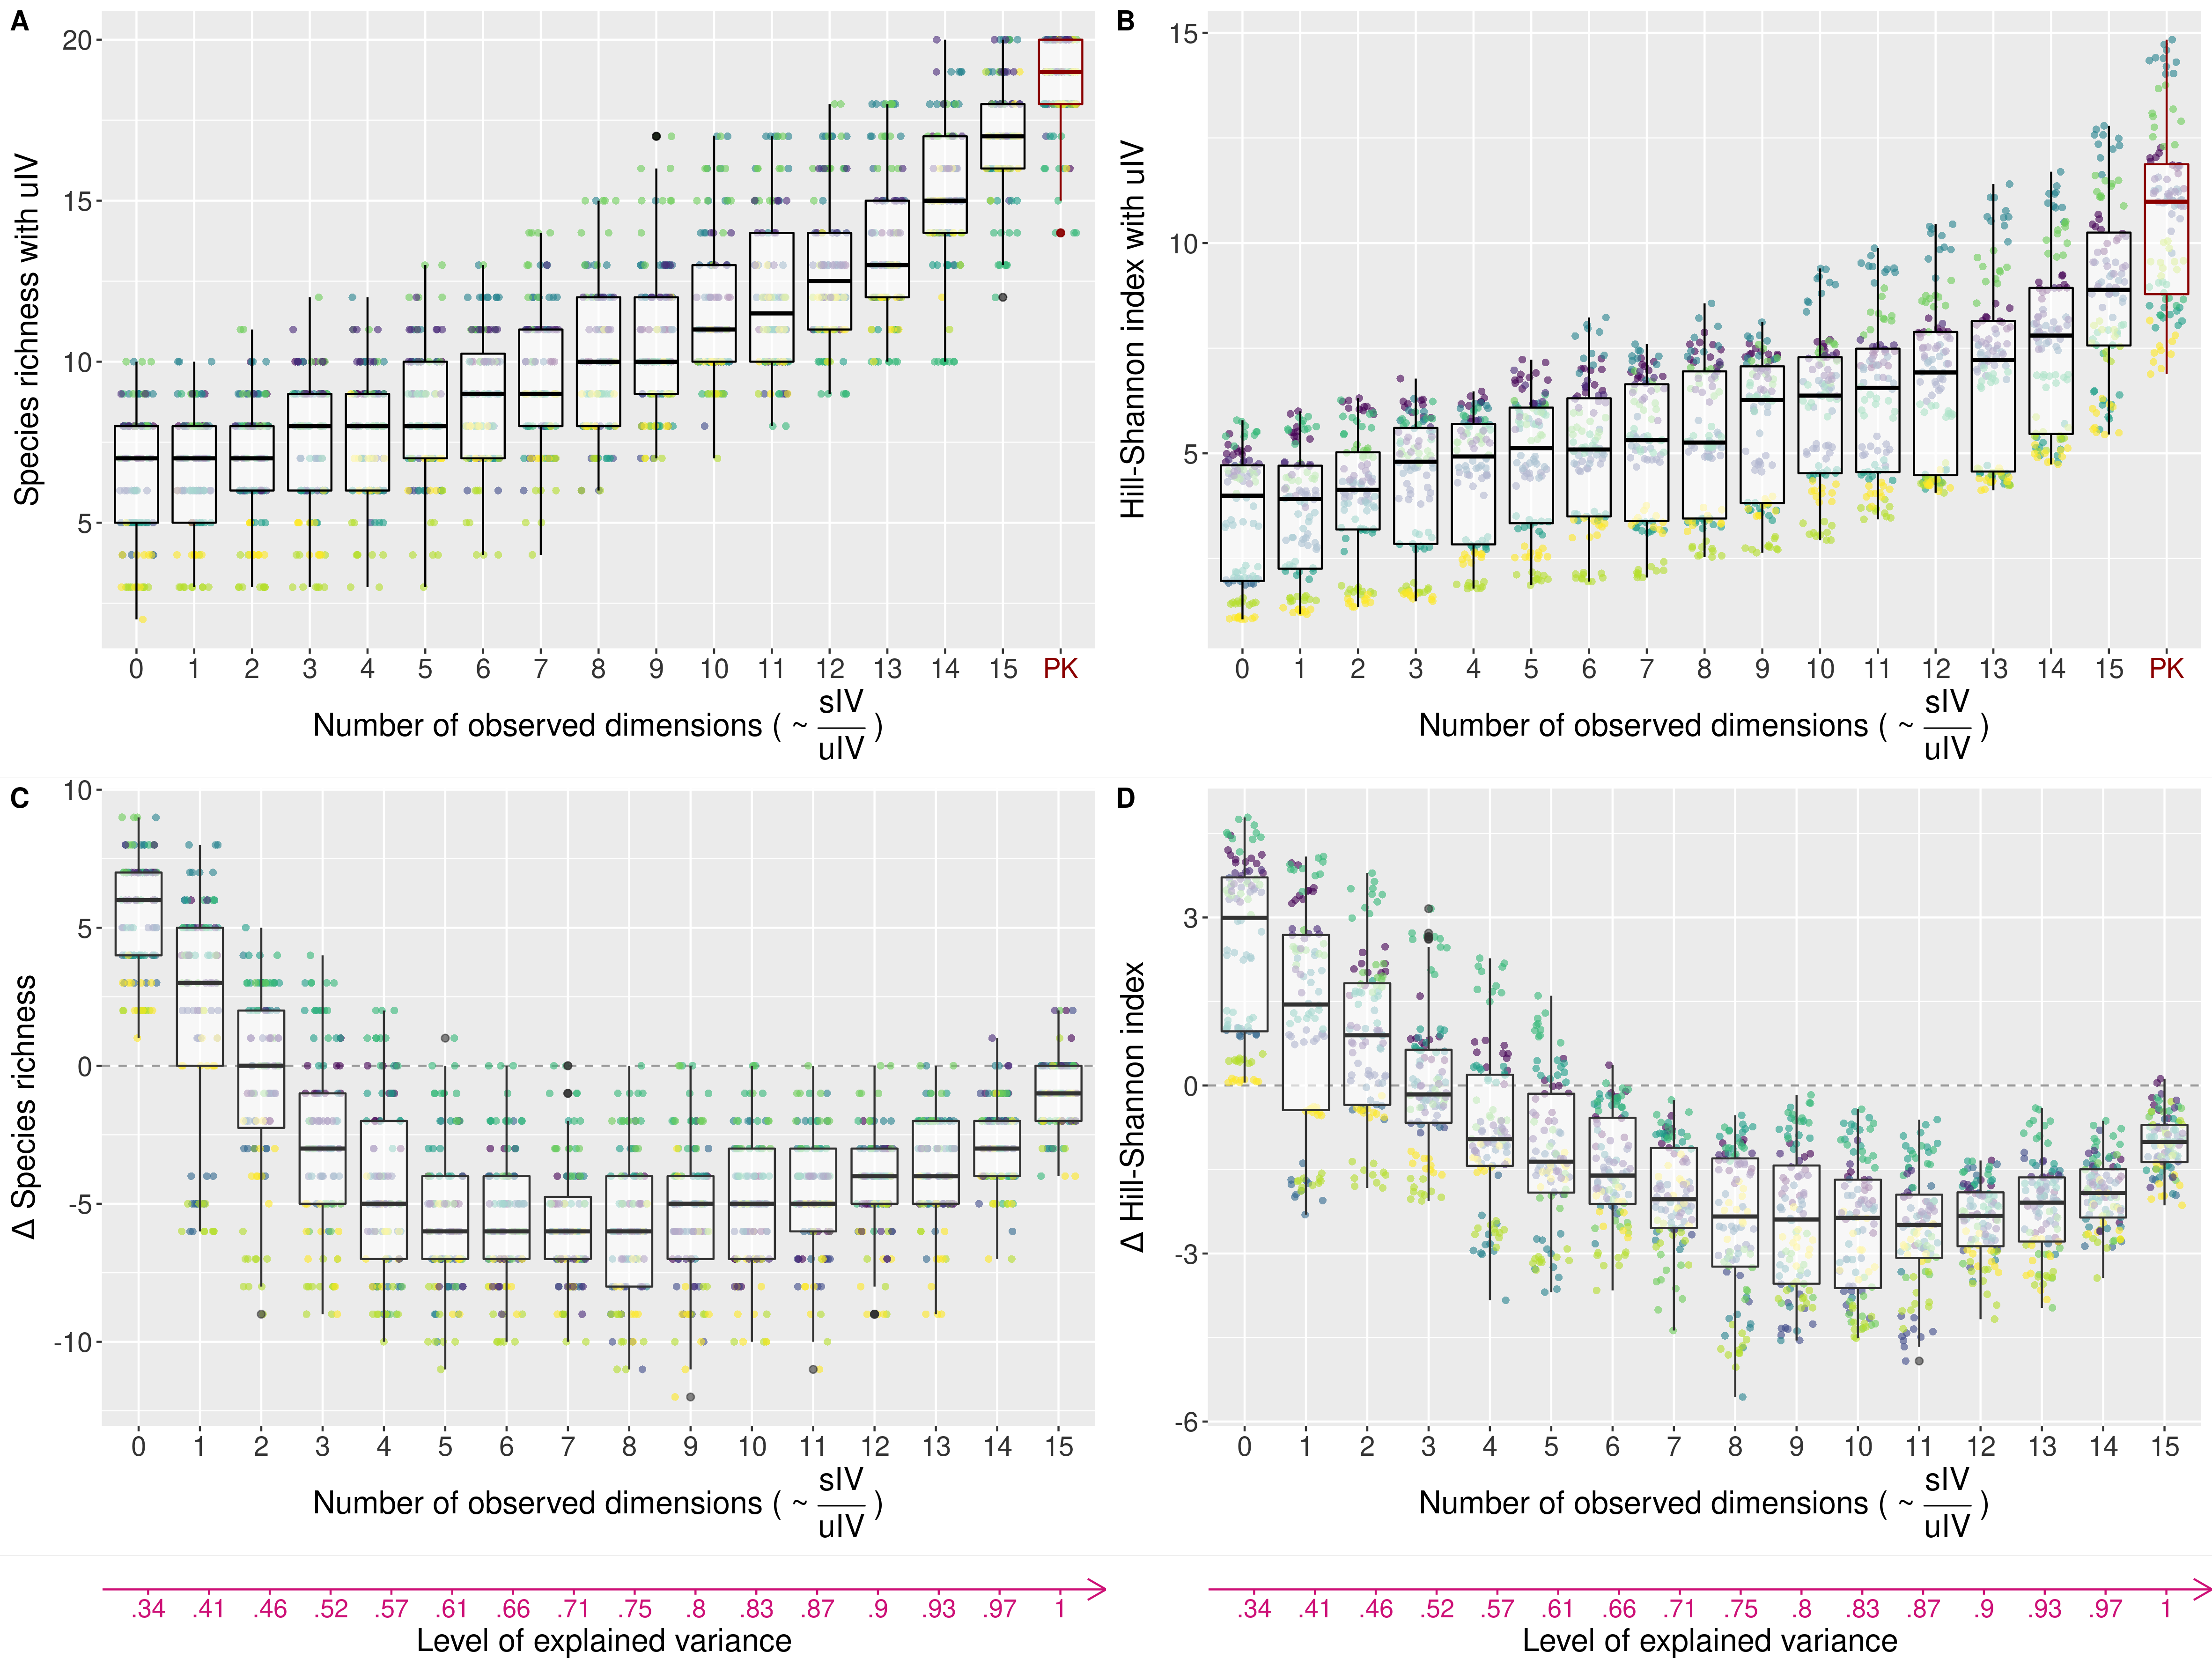 A
Species richness with uIV
20
15
10
5
0 1 2 3 4 5 6 7 8 9 10 11 12 13 14 15 PK
Number of observed dimensions ( ~ sIV / uIV )
B
Hill-Shannon index with uIV
15
10
5
0 1 2 3 4 5 6 7 8 9 10 11 12 13 14 15 PK
Number of observed dimensions ( ~ sIV / uIV )
C
Δ Species richness
10
5
0
-5
-10
0 1 2 3 4 5 6 7 8 9 10 11 12 13 14 15
Number of observed dimensions ( ~ sIV / uIV )
D
Δ Hill-Shannon index
3
0
-3
-6
0 1 2 3 4 5 6 7 8 9 10 11 12 13 14 15
Number of observed dimensions ( ~ sIV / uIV )
.34 .41 .46 .52 .57 .61 .66 .71 .75 .8 .83 .87 .9 .93 .97 1
Level of explained variance
.34 .41 .46 .52 .57 .61 .66 .71 .75 .8 .83 .87 .9 .93 .97 1
Level of explained variance